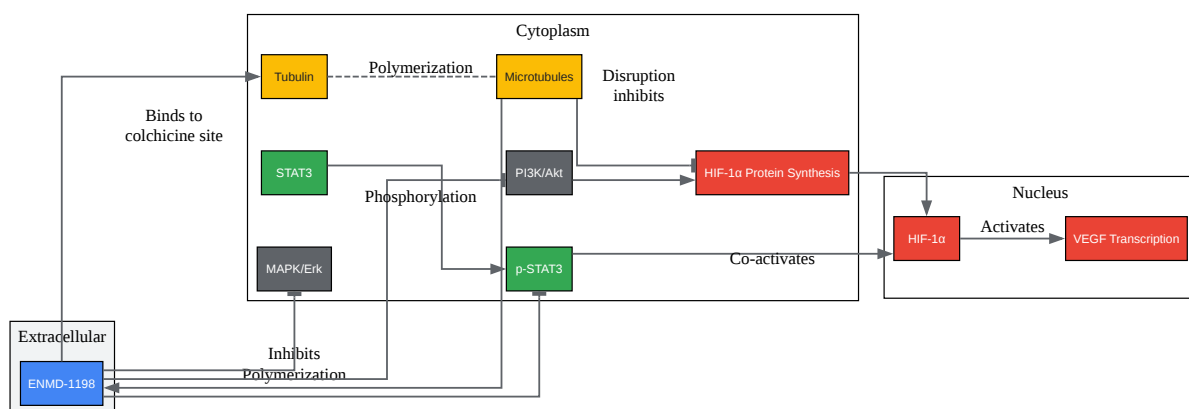 Cytoplasm
Tubulin
Polymerization
Microtubules
Disruption
inhibits
Binds to
colchicine site
STAT3
Phosphorylation
PI3K/Akt
HIF-1α Protein Synthesis
Nucleus
HIF-1α
Activates
VEGF Transcription
MAPK/Erk
p-STAT3
Co-activates
Extracellular
ENMD-1198
Inhibits
Polymerization